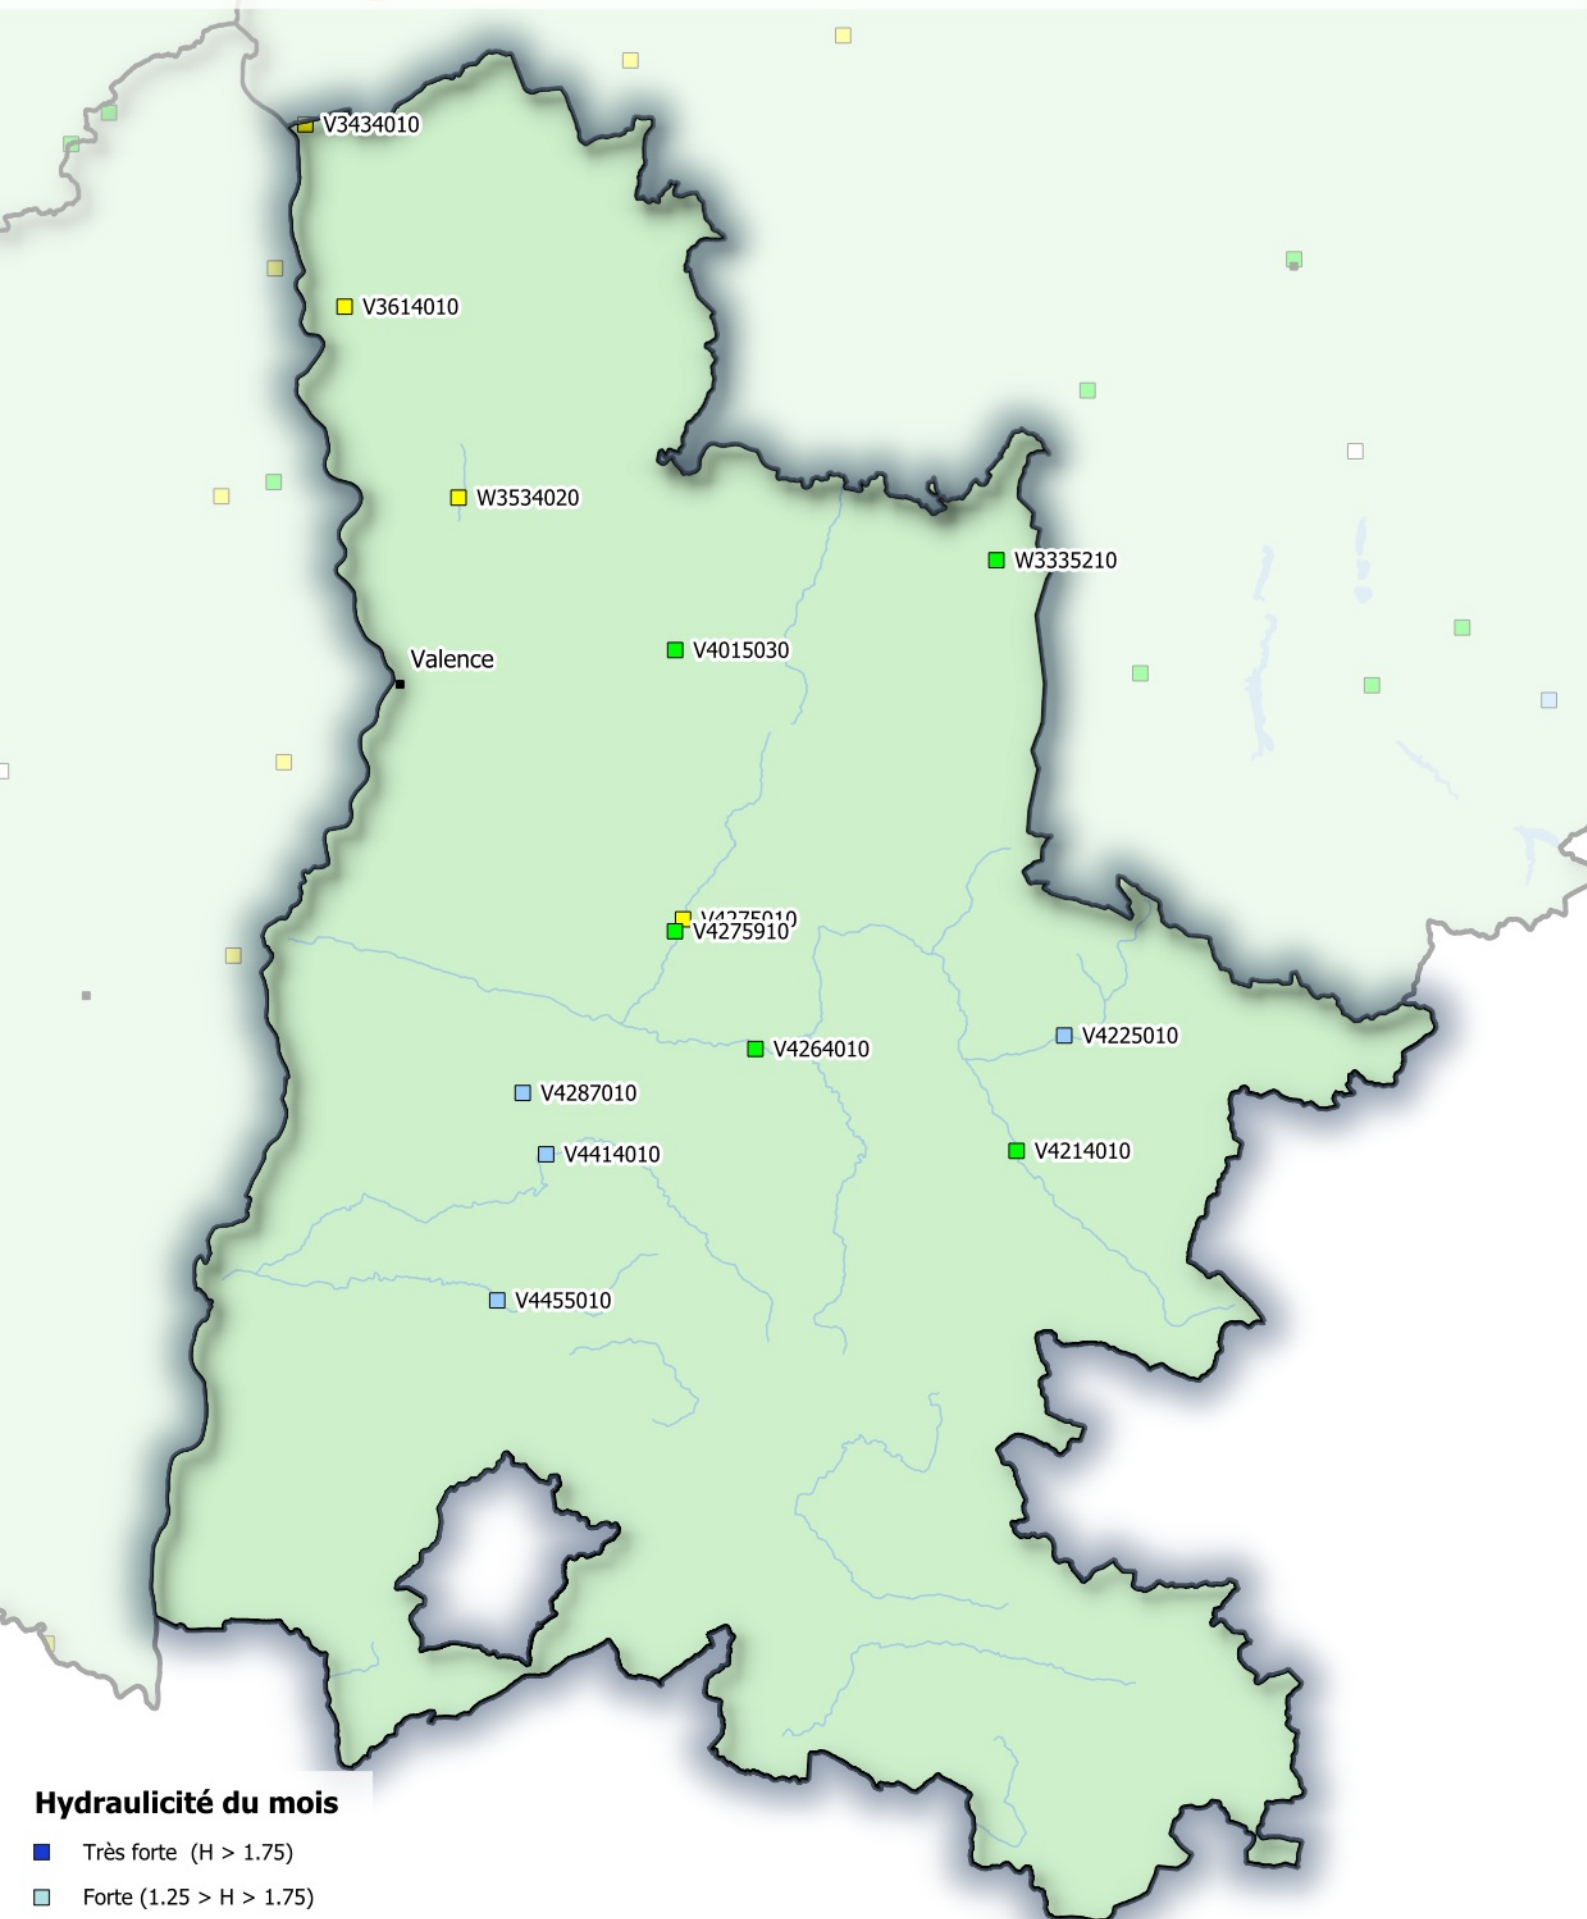 V3434010
V3614010
W3534020
W3335210
V4015030
Valence
V4275010
V4275910
V4225010
V4264010
V4287010
V4414010
V4214010
V4455010
Hydraulicité du mois
Très forte (H > 1.75)
Forte (1.25 > H > 1.75)